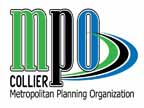 mpo
COLLIER
Metropolitan Planning Organization